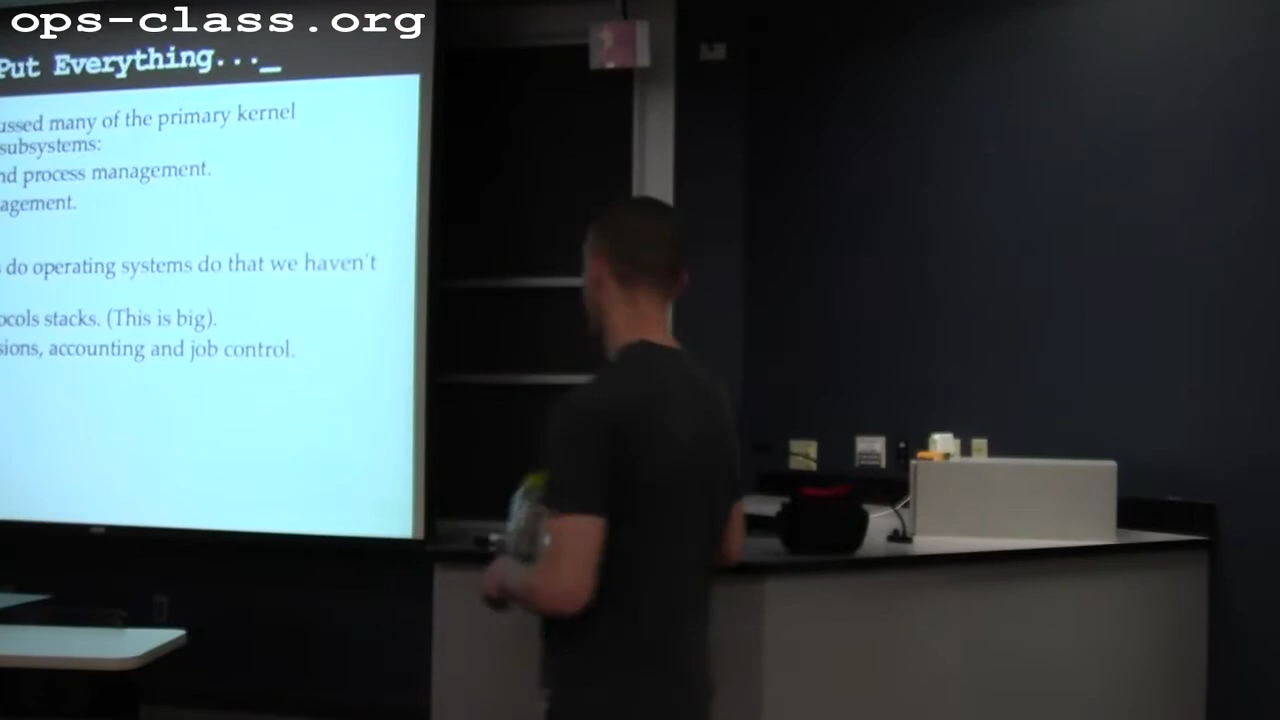 ops-class.org
Put Everything..._
ussed many of the primary kernel
subsystems:
nd process management.
agement.
do operating systems do that we haven't
ocols stacks. (This is big).
sions, accounting and job control.